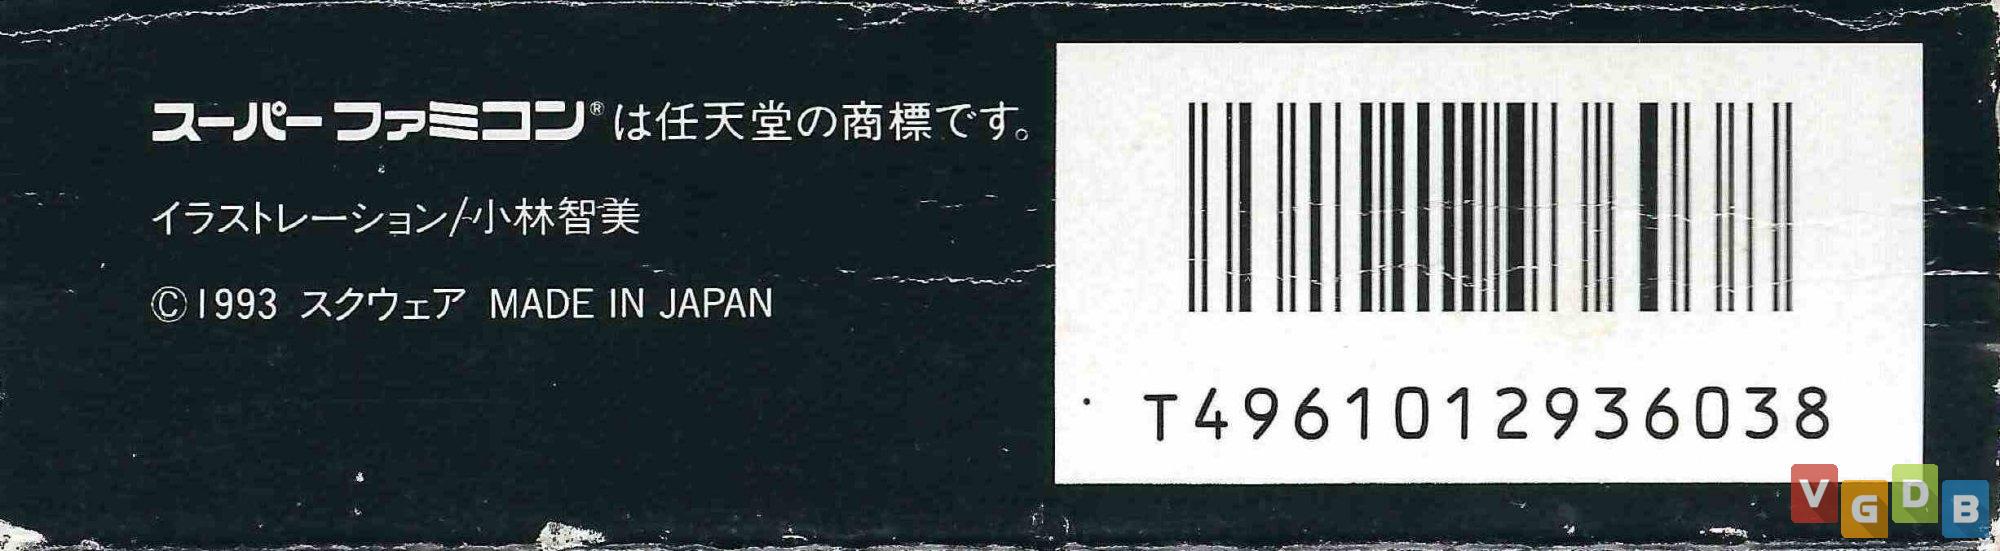 スーパーファミコン®は任天堂の商標です。
イラストレーション/小林智美
©1993 スクウェア MADE IN JAPAN
T4961012936038
VGDB